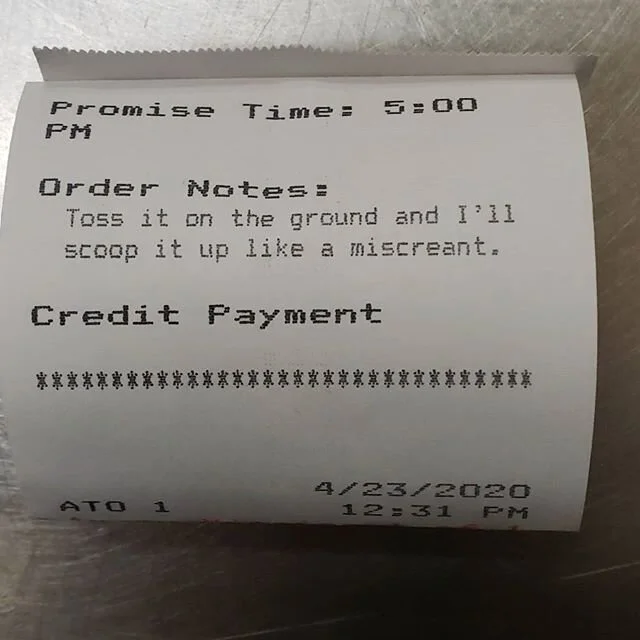 Promise Time: 5:00
PM
Order Notes:
Toss it on the ground and I'll
scoop it up like a miscreant.
Credit Payment
*********************************
4/23/2020
ATO 1 12:31 PM